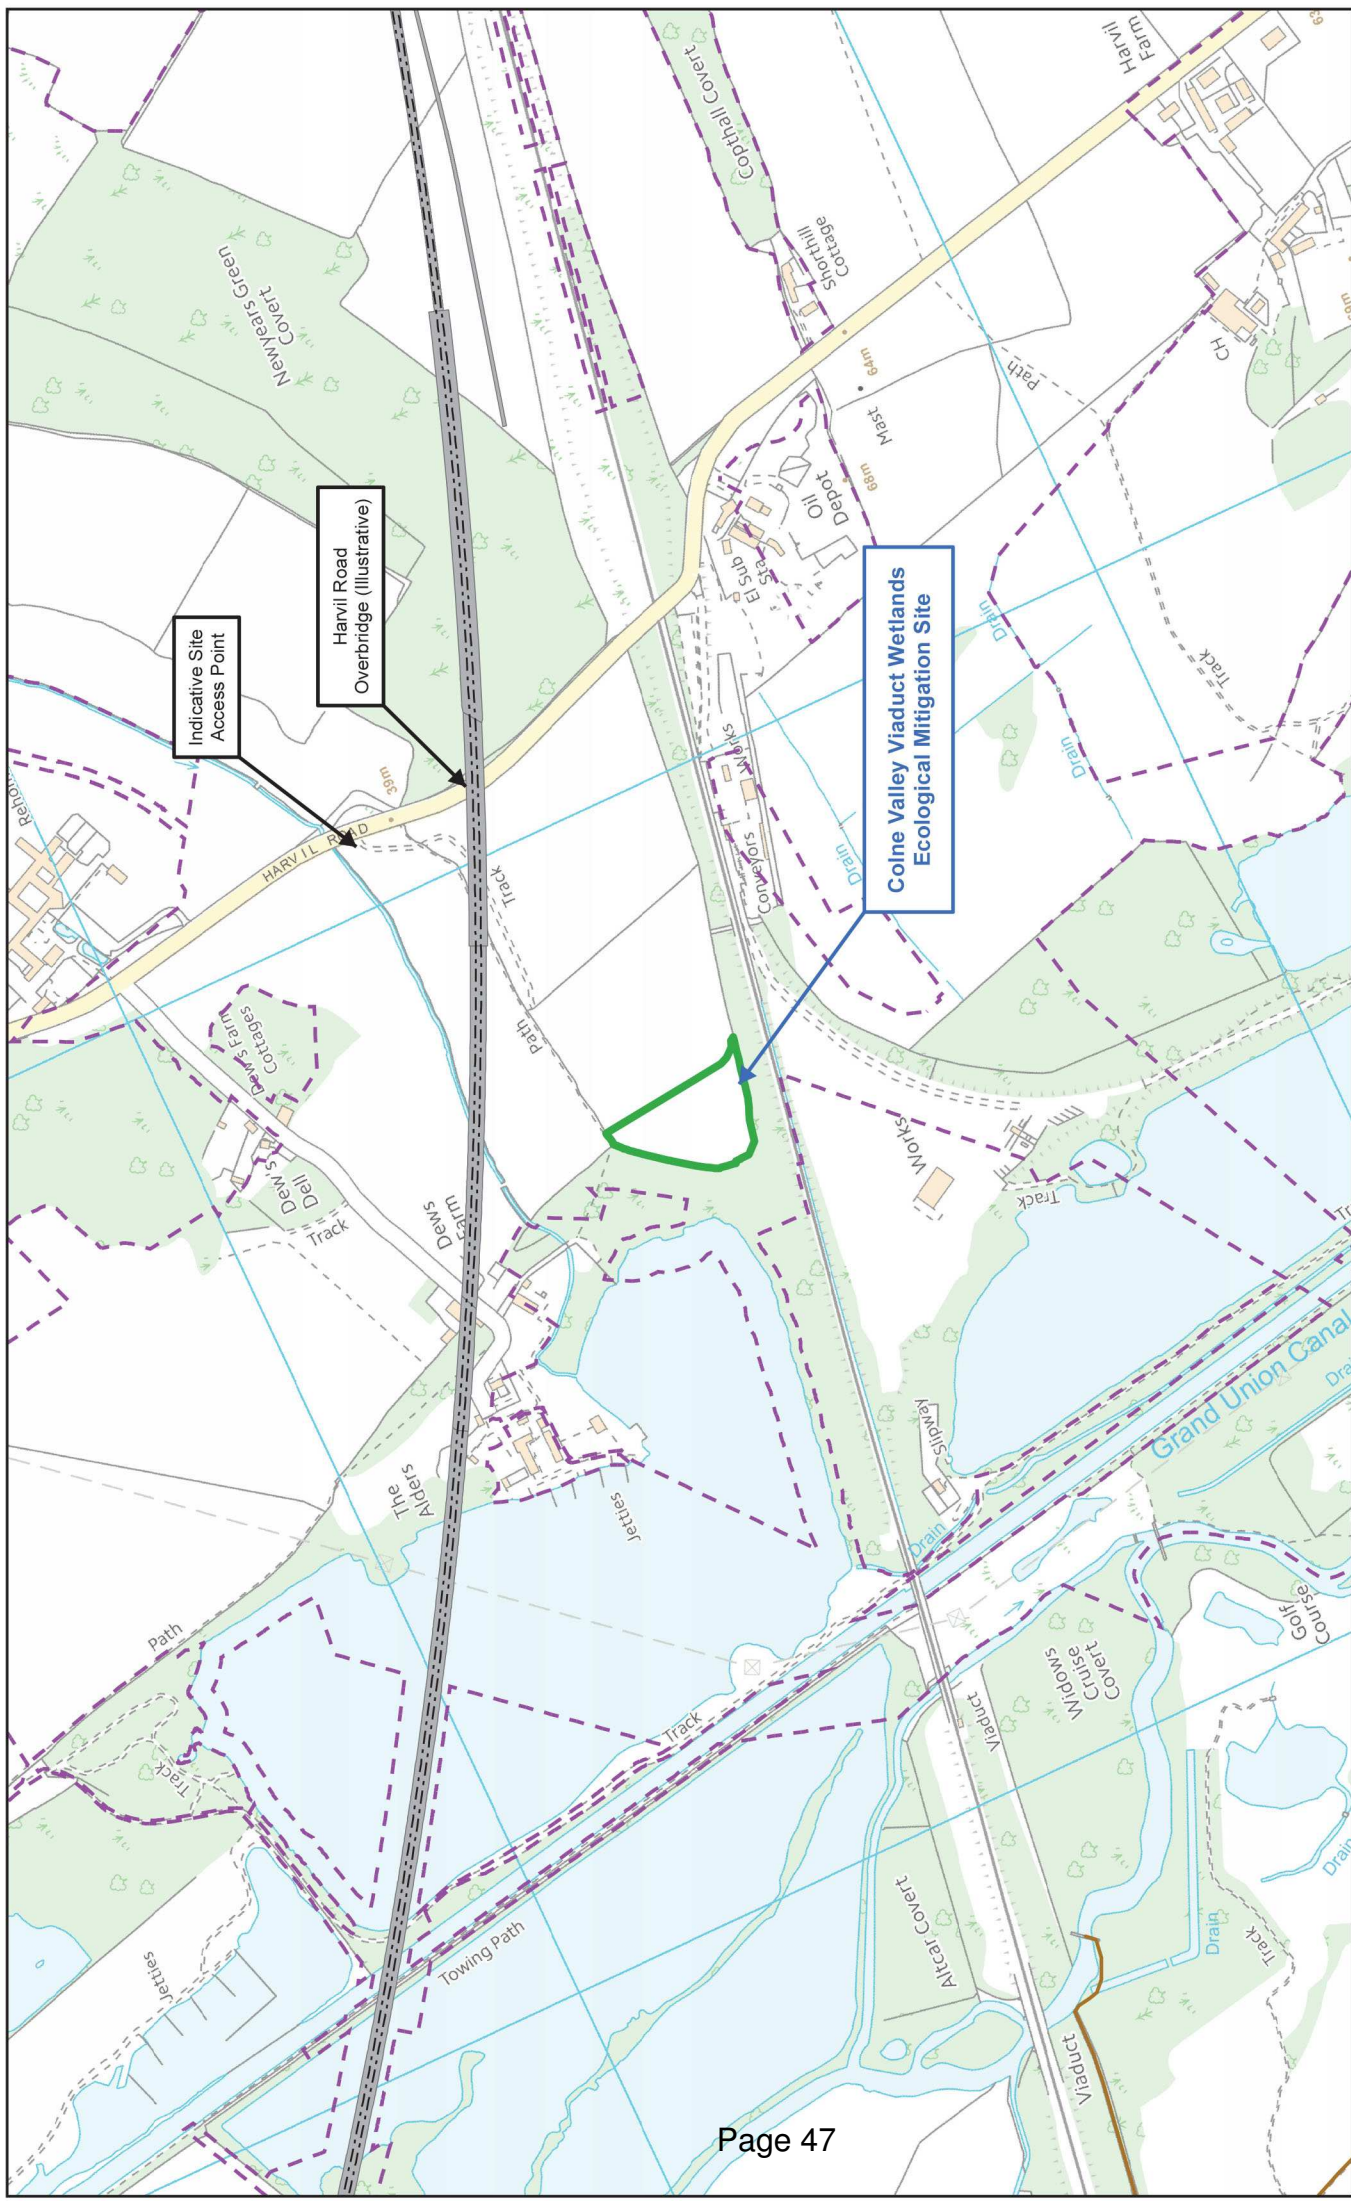 Harvil
Farm
63
Copthall Covert
Shorthill
Cottage
Newyears Green
Covert
64m
Path
CH
Mast
68m
Oil
Depot
El Sub
Sta
Harvil Road
Overbridge (Illustrative)
Indicative Site
Access Point
Colne Valley Viaduct Wetlands
Ecological Mitigation Site
Drain
Track
Drain
Works
Conveyors
Drain
39m
HARVIL ROAD
Track
Path
Dews Farm
Cottages
Dew's
Dell
Track
Dews
Farm
Works
Track
The
Alders
Jetties
Slipway
Drain
Grand Union Canal
Golf
Course
Widows
Cruise
Covert
Path
Track
Track
Viaduct
Altcar Covert
Towing Path
Jetties
Drain
Track
Drain
Viaduct
Page 47